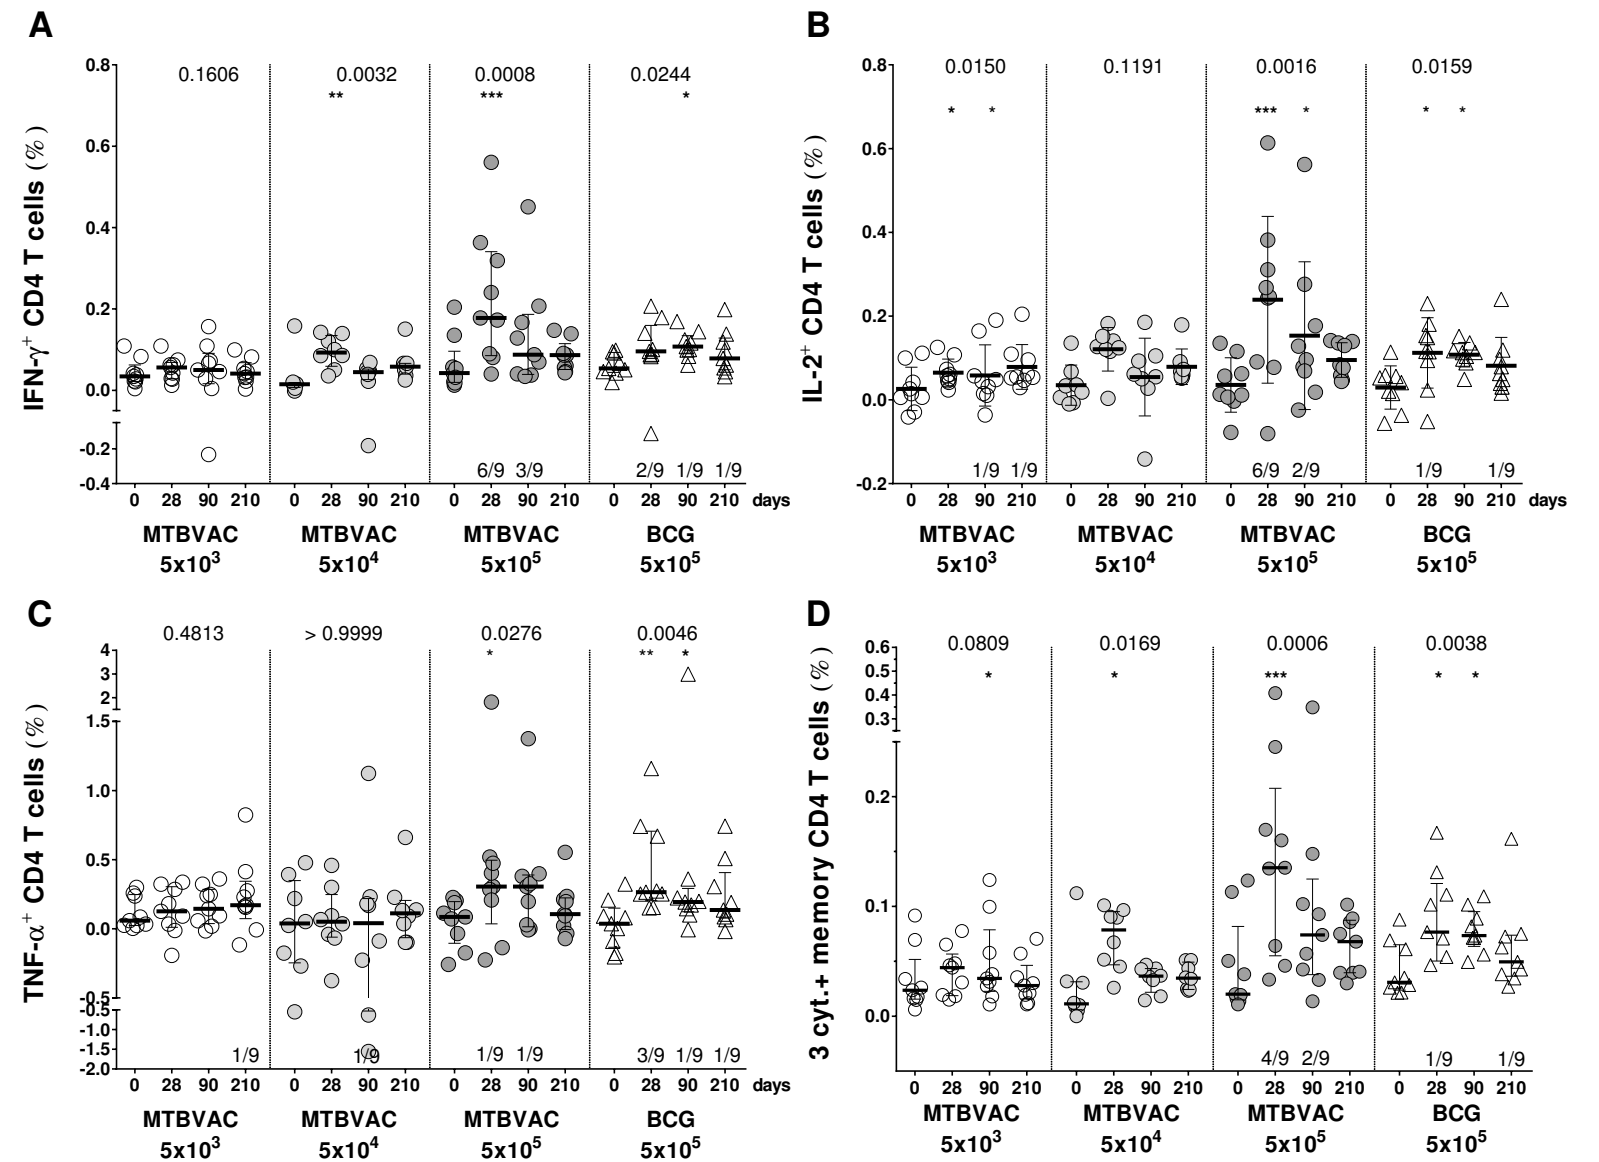 A
0.1606 0.0032 0.0008 0.0244
** *** *
IFN-γ+ CD4 T cells (%)
0.8
0.6
0.4
0.2
0.0
-0.2
-0.4
6/9 3/9 2/9 1/9 1/9
0 28 90 210 0 28 90 210 0 28 90 210 0 28 90 210 days
MTBVAC MTBVAC MTBVAC BCG
5x10³ 5x10⁴ 5x10⁵ 5x10⁵
B
0.0150 0.1191 0.0016 0.0159
* * *** * * *
IL-2+ CD4 T cells (%)
0.8
0.6
0.4
0.2
0.0
-0.2
1/9 1/9 6/9 2/9 1/9 1/9
0 28 90 210 0 28 90 210 0 28 90 210 0 28 90 210 days
MTBVAC MTBVAC MTBVAC BCG
5x10³ 5x10⁴ 5x10⁵ 5x10⁵
C
0.4813 > 0.9999 0.0276 0.0046
* ** *
TNF-α+ CD4 T cells (%)
4
3
2
1.5
1.0
0.5
0.0
-0.5
-0.5
-1.0
-1.5
-2.0
1/9 1/9 1/9 1/9 3/9 1/9 1/9
0 28 90 210 0 28 90 210 0 28 90 210 0 28 90 210 days
MTBVAC MTBVAC MTBVAC BCG
5x10³ 5x10⁴ 5x10⁵ 5x10⁵
D
0.0809 0.0169 0.0006 0.0038
* * *** * *
3 cyt.+ memory CD4 T cells (%)
0.6
0.5
0.4
0.3
0.2
0.1
0.0
4/9 2/9 1/9 1/9
0 28 90 210 0 28 90 210 0 28 90 210 0 28 90 210
MTBVAC MTBVAC MTBVAC BCG
5x10³ 5x10⁴ 5x10⁵ 5x10⁵